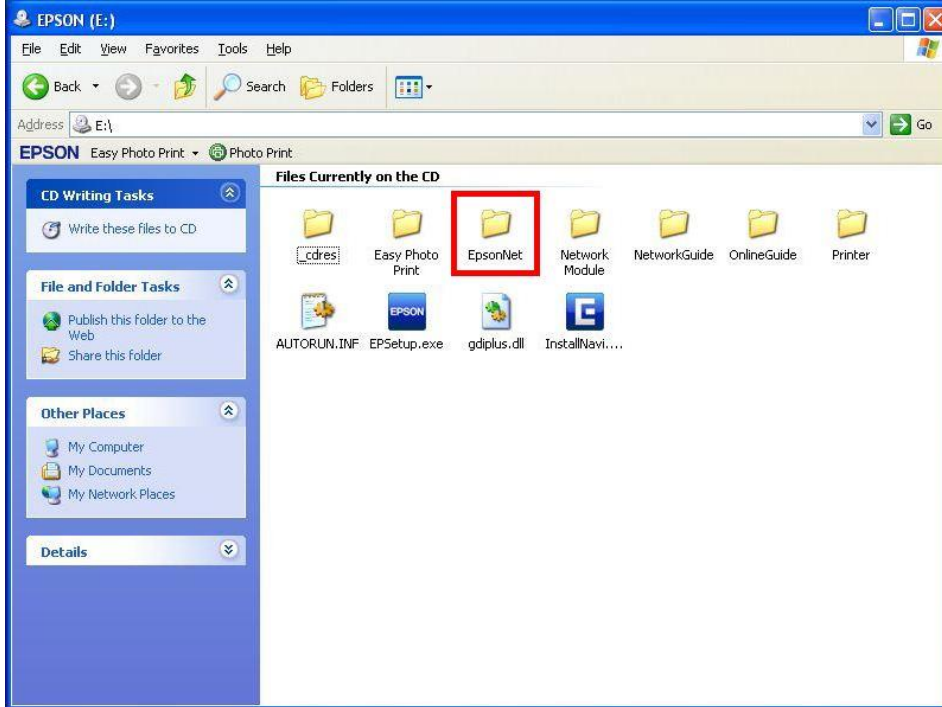 EPSON (E:)
File Edit View Favorites Tools Help
Back Search Folders
Address E:\ Go
EPSON Easy Photo Print Photo Print
Files Currently on the CD
CD Writing Tasks
Write these files to CD
File and Folder Tasks
Publish this folder to the
Web
Share this folder
Other Places
My Computer
My Documents
My Network Places
Details
_cdres
Easy Photo
Print
EpsonNet
Network
Module
NetworkGuide
OnlineGuide
Printer
AUTORUN.INF
EPSON
EPSetup.exe
gdiplus.dll
InstallNavi....